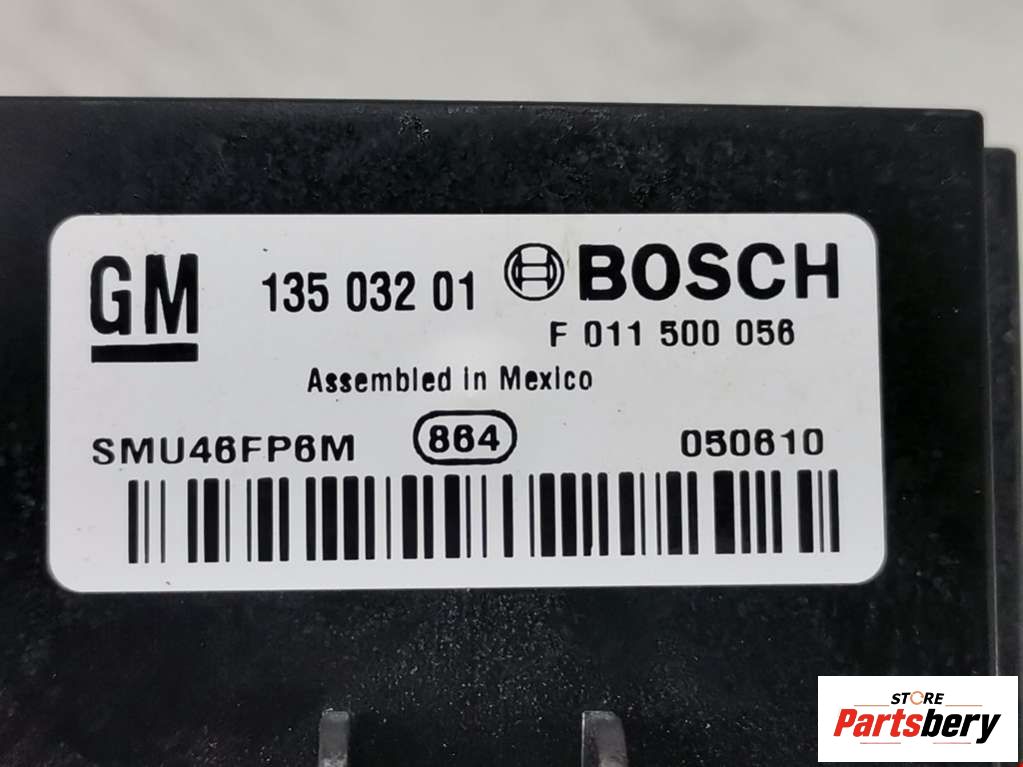 GM 135 032 01 BOSCH
F 011 500 056
Assembled in Mexico
SMU46FP6M 864 050610
STORE
Partsbery